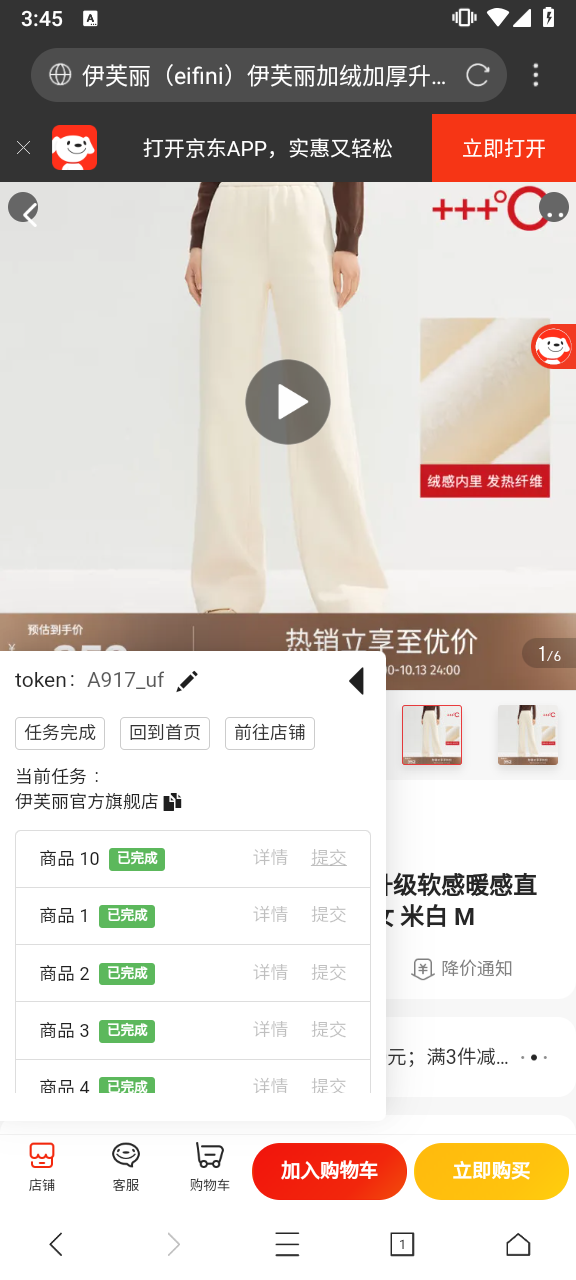 3:45
A
伊芙丽（eifini）伊芙丽加绒加厚升...
打开京东APP，实惠又轻松
立即打开
+++°C
绒感内里 发热纤维
预估到手价
热销立享至优价
00-10.13 24:00
1/6
token： A917_uf
任务完成
回到首页
前往店铺
当前任务：
伊芙丽官方旗舰店
商品 10 已完成 详情 提交
商品 1 已完成 详情 提交
商品 2 已完成 详情 提交
商品 3 已完成 详情 提交
商品 4 已完成 详情 提交
升级软感暖感直
女 米白 M
降价通知
元；满3件减...
店铺
客服
购物车
加入购物车
立即购买
1